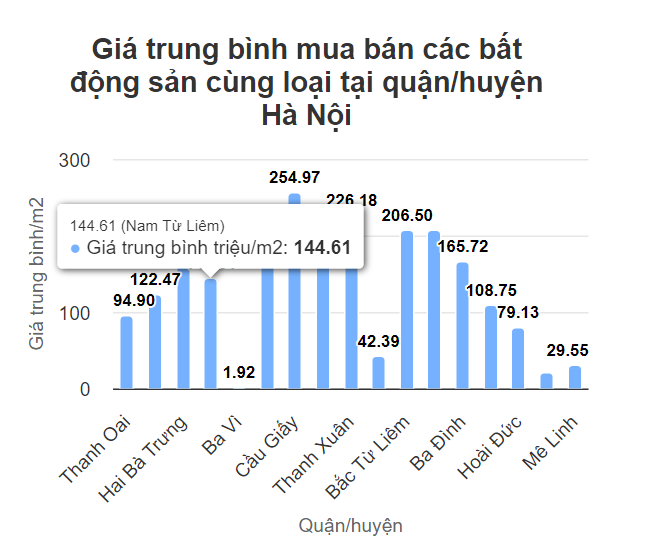 Giá trung bình mua bán các bất
động sản cùng loại tại quận/huyện
Hà Nội
300
254.97
226.18
206.50
144.61 (Nam Từ Liêm)
Giá trung bình triệu/m2: 144.61
165.72
122.47
94.90
108.75
79.13
100
42.39
29.55
1.92
0
Giá trung bình/m2
Thanh Oai
Hai Bà Trưng
Ba Vì
Cầu Giấy
Thanh Xuân
Bắc Từ Liêm
Ba Đình
Hoài Đức
Mê Linh
Quận/huyện